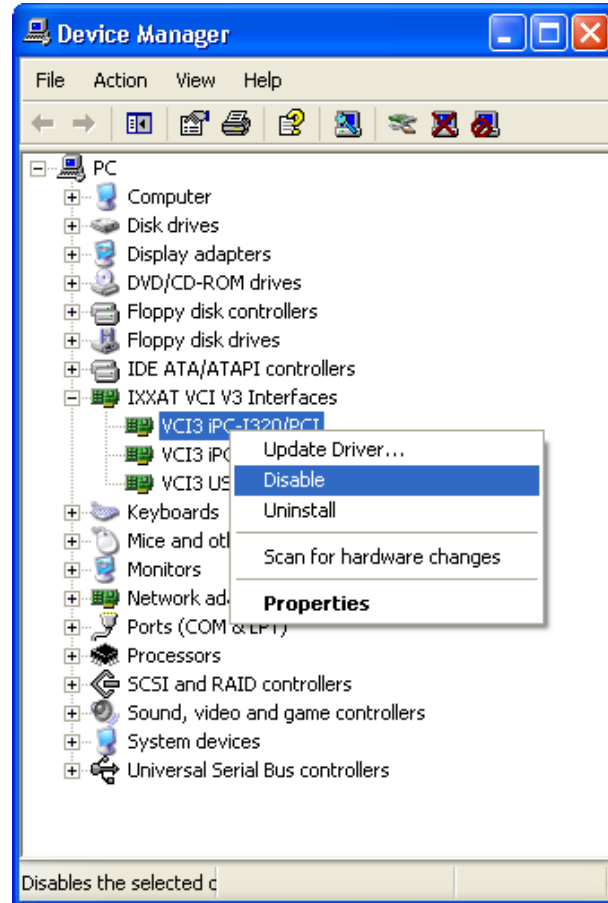 Device Manager
File Action View Help
PC
Computer
Disk drives
Display adapters
DVD/CD-ROM drives
Floppy disk controllers
Floppy disk drives
IDE ATA/ATAPI controllers
IXXAT VCI V3 Interfaces
VCI3 iPC-I320/PCI
Update Driver...
VCI3 iPC
Disable
VCI3 US
Uninstall
Keyboards
Mice and ot
Scan for hardware changes
Monitors
Network ad
Properties
Ports (COM & LPT)
Processors
SCSI and RAID controllers
Sound, video and game controllers
System devices
Universal Serial Bus controllers
Disables the selected